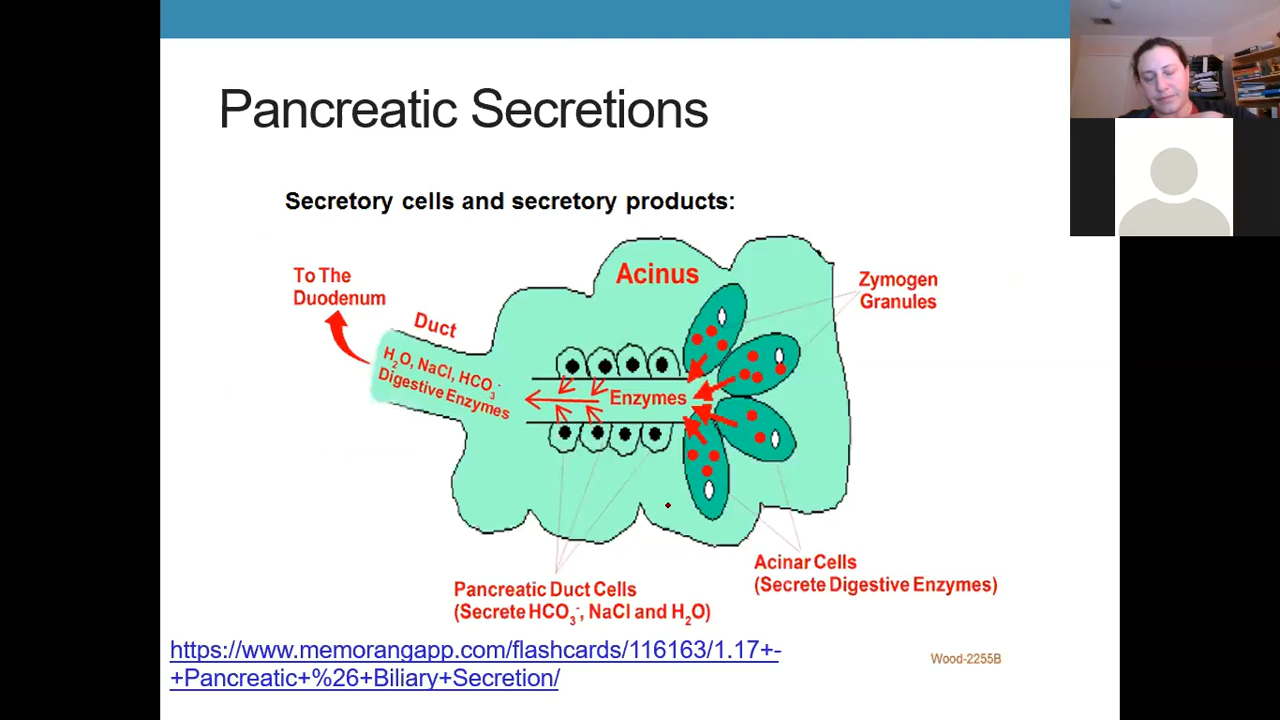 Pancreatic Secretions
Secretory cells and secretory products:
To The
Duodenum
Duct
H₂O, NaCl, HCO₃⁻
Digestive Enzymes
Acinus
Enzymes
Zymogen
Granules
Acinar Cells
(Secrete Digestive Enzymes)
Pancreatic Duct Cells
(Secrete HCO₃⁻, NaCl and H₂O)
https://www.memorangapp.com/flashcards/116163/1.17+-
+Pancreatic+%26+Biliary+Secretion/
Wood-2255B